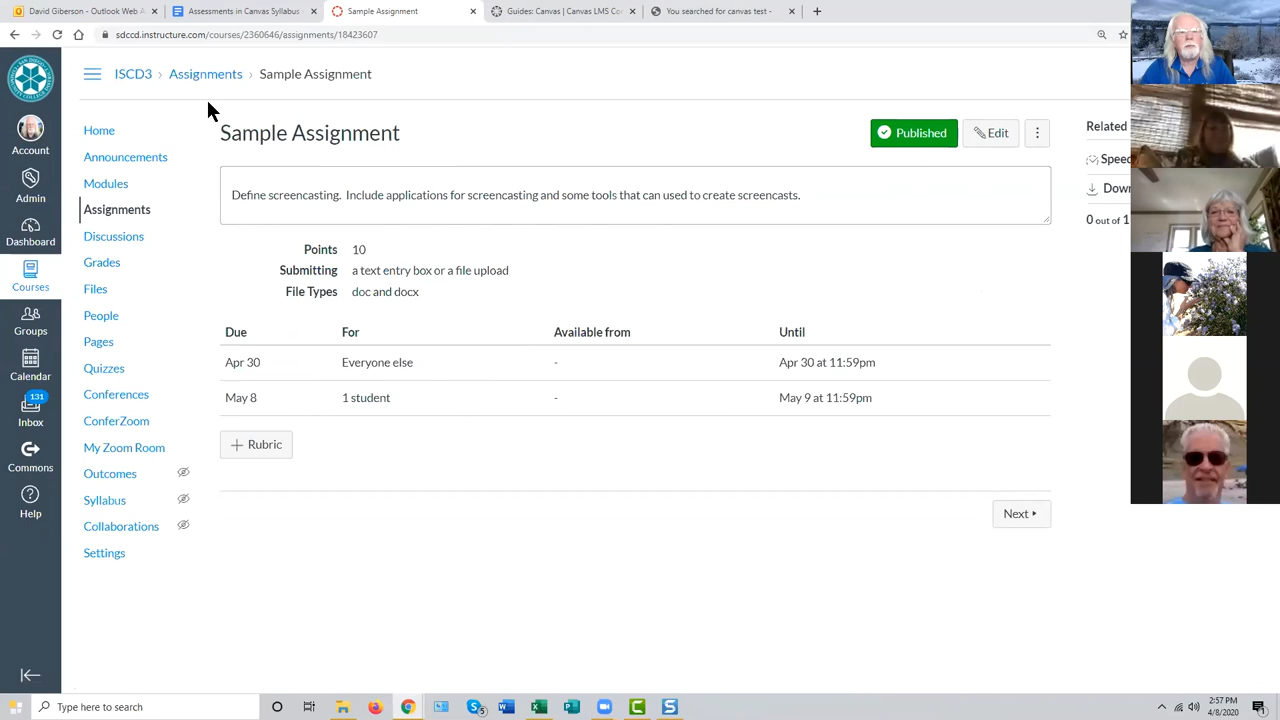 David Giberson - Outlook Web A
Assessments in Canvas Syllabus -
Sample Assignment
Guides: Canvas | Canvas LMS Co
You searched for canvas test -
sdccd.instructure.com/courses/2360646/assignments/18423607
ISCD3 › Assignments › Sample Assignment
Account
Admin
Dashboard
Courses
Groups
Calendar
131
Inbox
Commons
Help
Home
Announcements
Modules
Assignments
Discussions
Grades
Files
People
Pages
Quizzes
Conferences
ConferZoom
My Zoom Room
Outcomes
Syllabus
Collaborations
Settings
Sample Assignment
Published
Edit
Define screencasting. Include applications for screencasting and some tools that can used to create screencasts.
Points 10
Submitting a text entry box or a file upload
File Types doc and docx
Due For Available from Until
Apr 30 Everyone else - Apr 30 at 11:59pm
May 8 1 student - May 9 at 11:59pm
+ Rubric
Next
Related
Speed
Down
0 out of 1
Type here to search
5
2:57 PM
4/8/2020
1